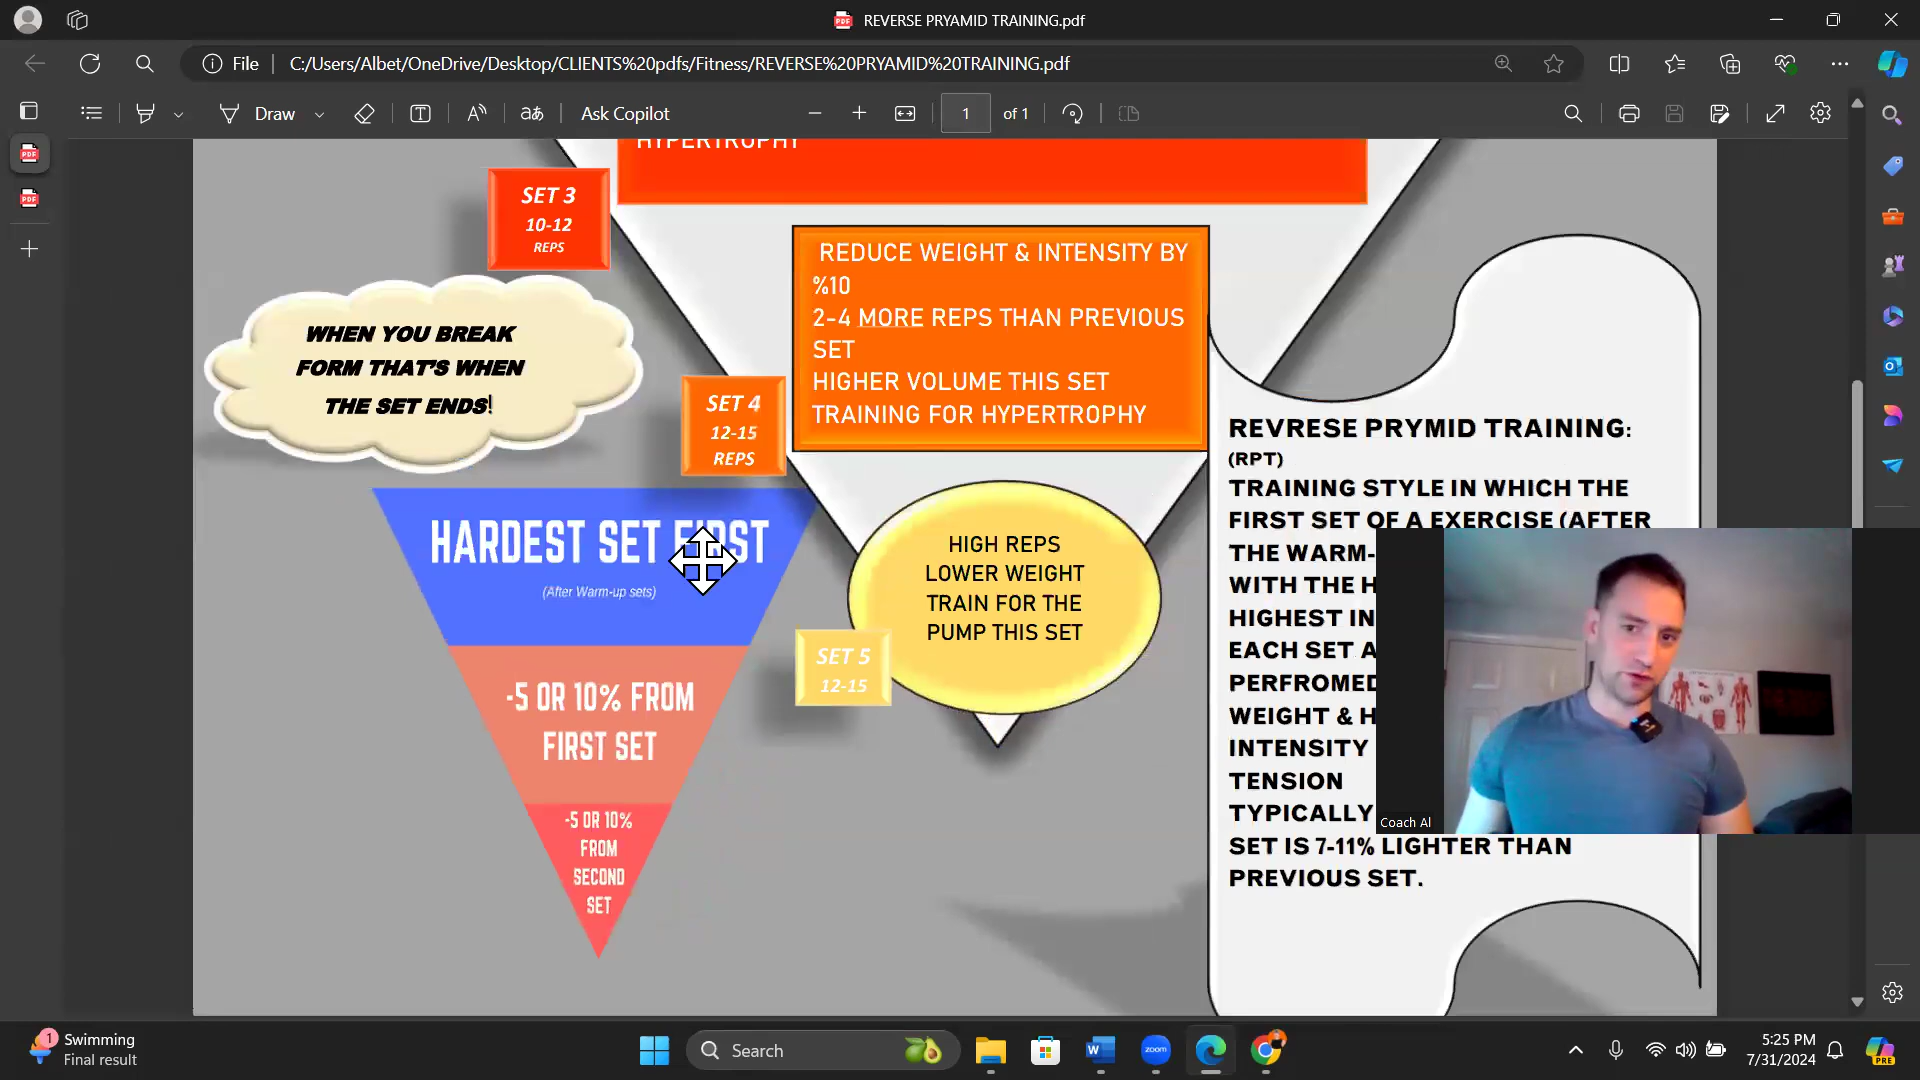 REVERSE PRYAMID TRAINING.pdf
File
C:/Users/Albet/OneDrive/Desktop/CLIENTS%20pdfs/Fitness/REVERSE%20PRYAMID%20TRAINING.pdf
Draw
aあ
Ask Copilot
1
of 1
HYPERTROPHY
SET 3
10-12
REPS
REDUCE WEIGHT & INTENSITY BY
%10
2-4 MORE REPS THAN PREVIOUS
SET
HIGHER VOLUME THIS SET
TRAINING FOR HYPERTROPHY
WHEN YOU BREAK
FORM THAT'S WHEN
THE SET ENDS!
SET 4
12-15
REPS
HARDEST SET FIRST
(After Warm-up sets)
-5 OR 10% FROM
FIRST SET
-5 OR 10%
FROM
SECOND
SET
HIGH REPS
LOWER WEIGHT
TRAIN FOR THE
PUMP THIS SET
SET 5
12-15
REVRESE PRYMID TRAINING:
(RPT)
TRAINING STYLE IN WHICH THE
FIRST SET OF A EXERCISE (AFTER
THE WARM-
WITH THE H
HIGHEST IN
EACH SET A
PERFROMED
WEIGHT & H
INTENSITY
TENSION
TYPICALLY
SET IS 7-11% LIGHTER THAN
PREVIOUS SET.
Coach Al
1
Swimming
Final result
Search
zoom
5:25 PM
7/31/2024
PRE